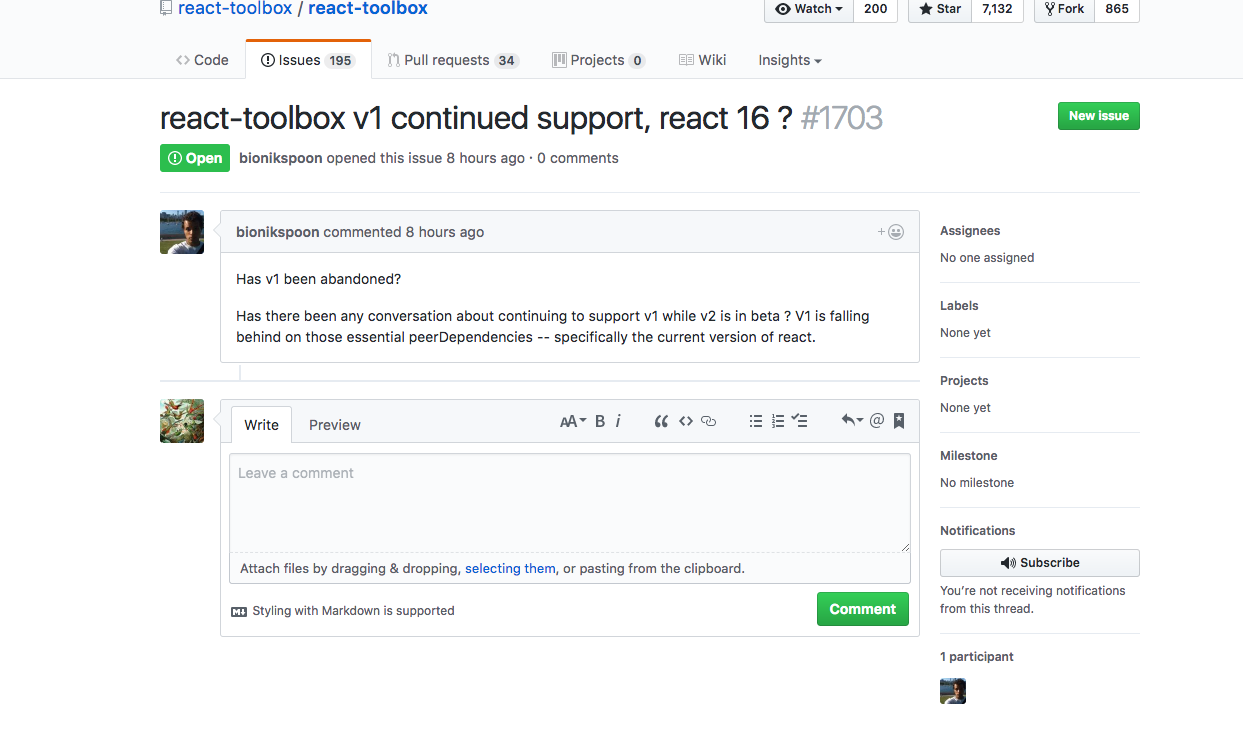 react-toolbox / react-toolbox
Watch 200 Star 7,132 Fork 865
Code Issues 195 Pull requests 34 Projects 0 Wiki Insights
react-toolbox v1 continued support, react 16 ? #1703
New issue
Open bionikspoon opened this issue 8 hours ago · 0 comments
bionikspoon commented 8 hours ago
Has v1 been abandoned?
Has there been any conversation about continuing to support v1 while v2 is in beta ? V1 is falling
behind on those essential peerDependencies -- specifically the current version of react.
Write Preview
AA B i
Leave a comment
Attach files by dragging & dropping, selecting them, or pasting from the clipboard.
Styling with Markdown is supported
Comment
Assignees
No one assigned
Labels
None yet
Projects
None yet
Milestone
No milestone
Notifications
Subscribe
You’re not receiving notifications
from this thread.
1 participant